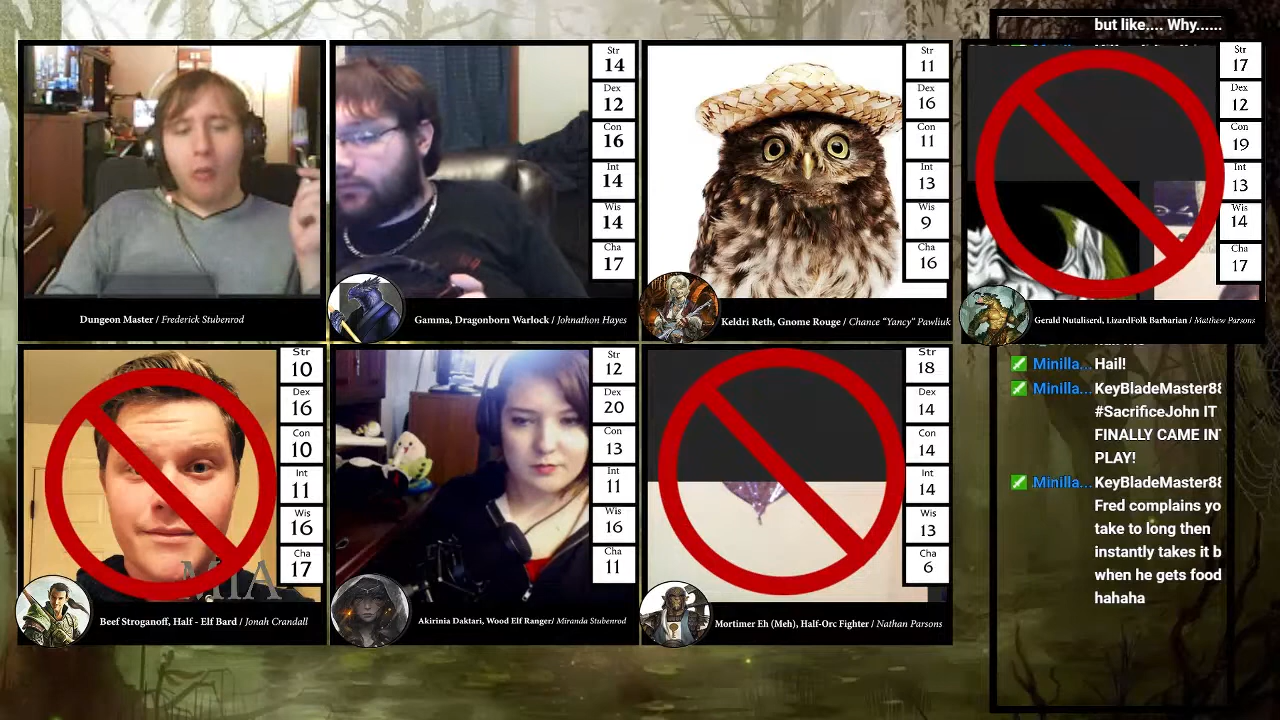 but like.... Why......
Str
14
Dex
12
Con
16
Int
14
Wis
14
Cha
17
Str
11
Dex
16
Con
11
Int
13
Wis
9
Cha
16
Str
17
Dex
12
Con
19
Int
13
Wis
14
Cha
17
Dungeon Master / Frederick Stubenrod
Gamma, Dragonborn Warlock / Johnathon Hayes
Keldri Reth, Gnome Rouge / Chance "Yancy" Pawliuk
Gerald Nutaliserd, LizardFolk Barbarian / Matthew Parsons
Str
10
Dex
16
Con
10
Int
11
Wis
16
Cha
17
MIA
Str
12
Dex
20
Con
13
Int
11
Wis
16
Cha
11
Str
18
Dex
14
Con
14
Int
14
Wis
13
Cha
6
Beef Stroganoff, Half - Elf Bard / Jonah Crandall
Akirinia Daktari, Wood Elf Ranger/ Miranda Stubenrod
Mortimer Eh (Meh), Half-Orc Fighter / Nathan Parsons
Minilla... Hail!
Minilla... KeyBladeMaster88
#SacrificeJohn IT
FINALLY CAME INT
PLAY!
Minilla... KeyBladeMaster88
Fred complains yo
take to long then
instantly takes it b
when he gets food
hahaha